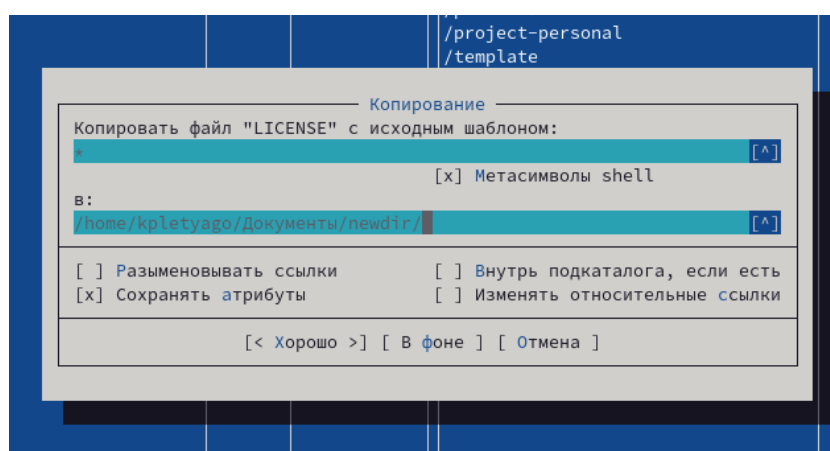 /project-personal
/template
Копирование
Копировать файл "LICENSE" с исходным шаблоном:
* [^]
[x] Метасимволы shell
в:
/home/kpletyago/Документы/newdir/ [^]
[ ] Разыменовывать ссылки [ ] Внутрь подкаталога, если есть
[x] Сохранять атрибуты [ ] Изменять относительные ссылки
[< Хорошо >] [ В фоне ] [ Отмена ]